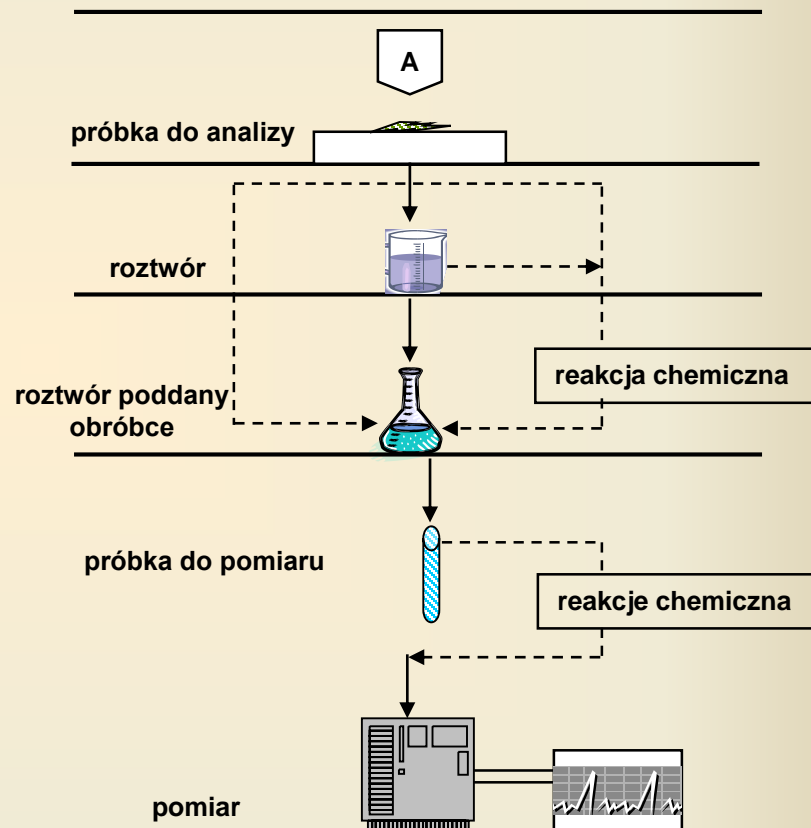 A
próbka do analizy
roztwór
reakcja chemiczna
roztwór poddany
obróbce
próbka do pomiaru
reakcje chemiczna
pomiar